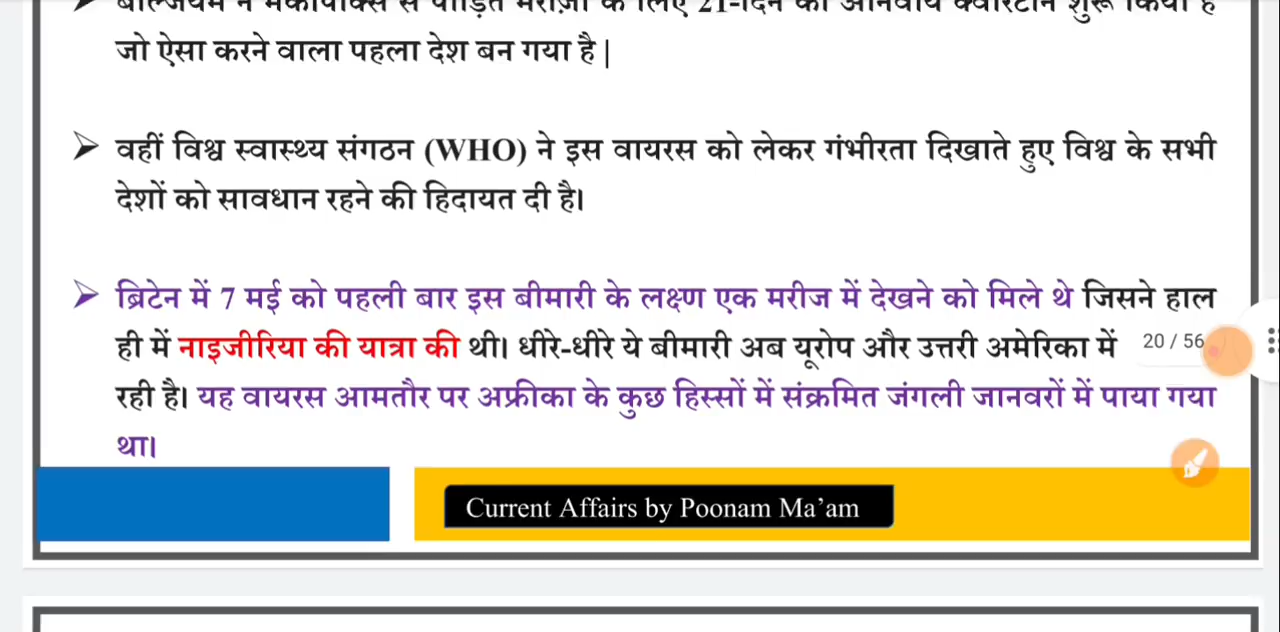 जो ऐसा करने वाला पहला देश बन गया है|
➢ वहीं विश्व स्वास्थ्य संगठन (WHO) ने इस वायरस को लेकर गंभीरता दिखाते हुए विश्व के सभी
देशों को सावधान रहने की हिदायत दी है।
➢ ब्रिटेन में 7 मई को पहली बार इस बीमारी के लक्ष्ण एक मरीज में देखने को मिले थे जिसने हाल
ही में नाइजीरिया की यात्रा की थी। धीरे-धीरे ये बीमारी अब यूरोप और उत्तरी अमेरिका में
20 / 56
रही है। यह वायरस आमतौर पर अफ्रीका के कुछ हिस्सों में संक्रमित जंगली जानवरों में पाया गया
था।
Current Affairs by Poonam Ma’am